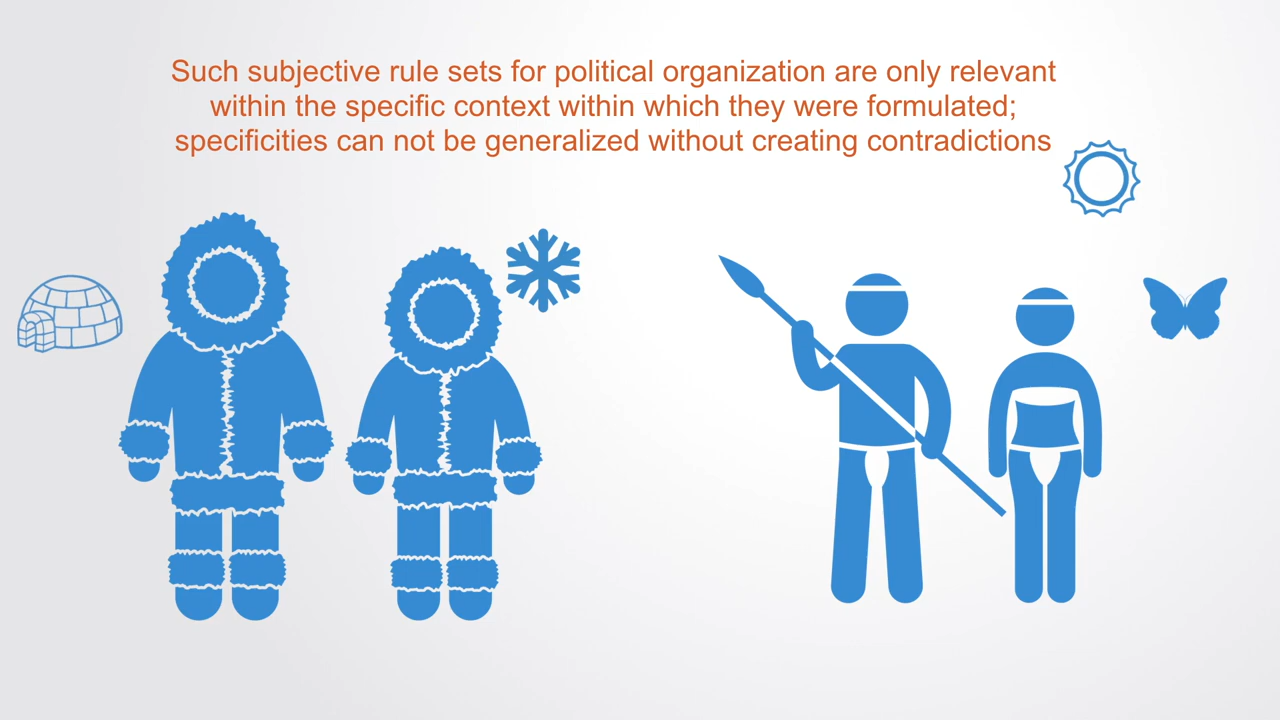 Such subjective rule sets for political organization are only relevant
within the specific context within which they were formulated;
specificities can not be generalized without creating contradictions